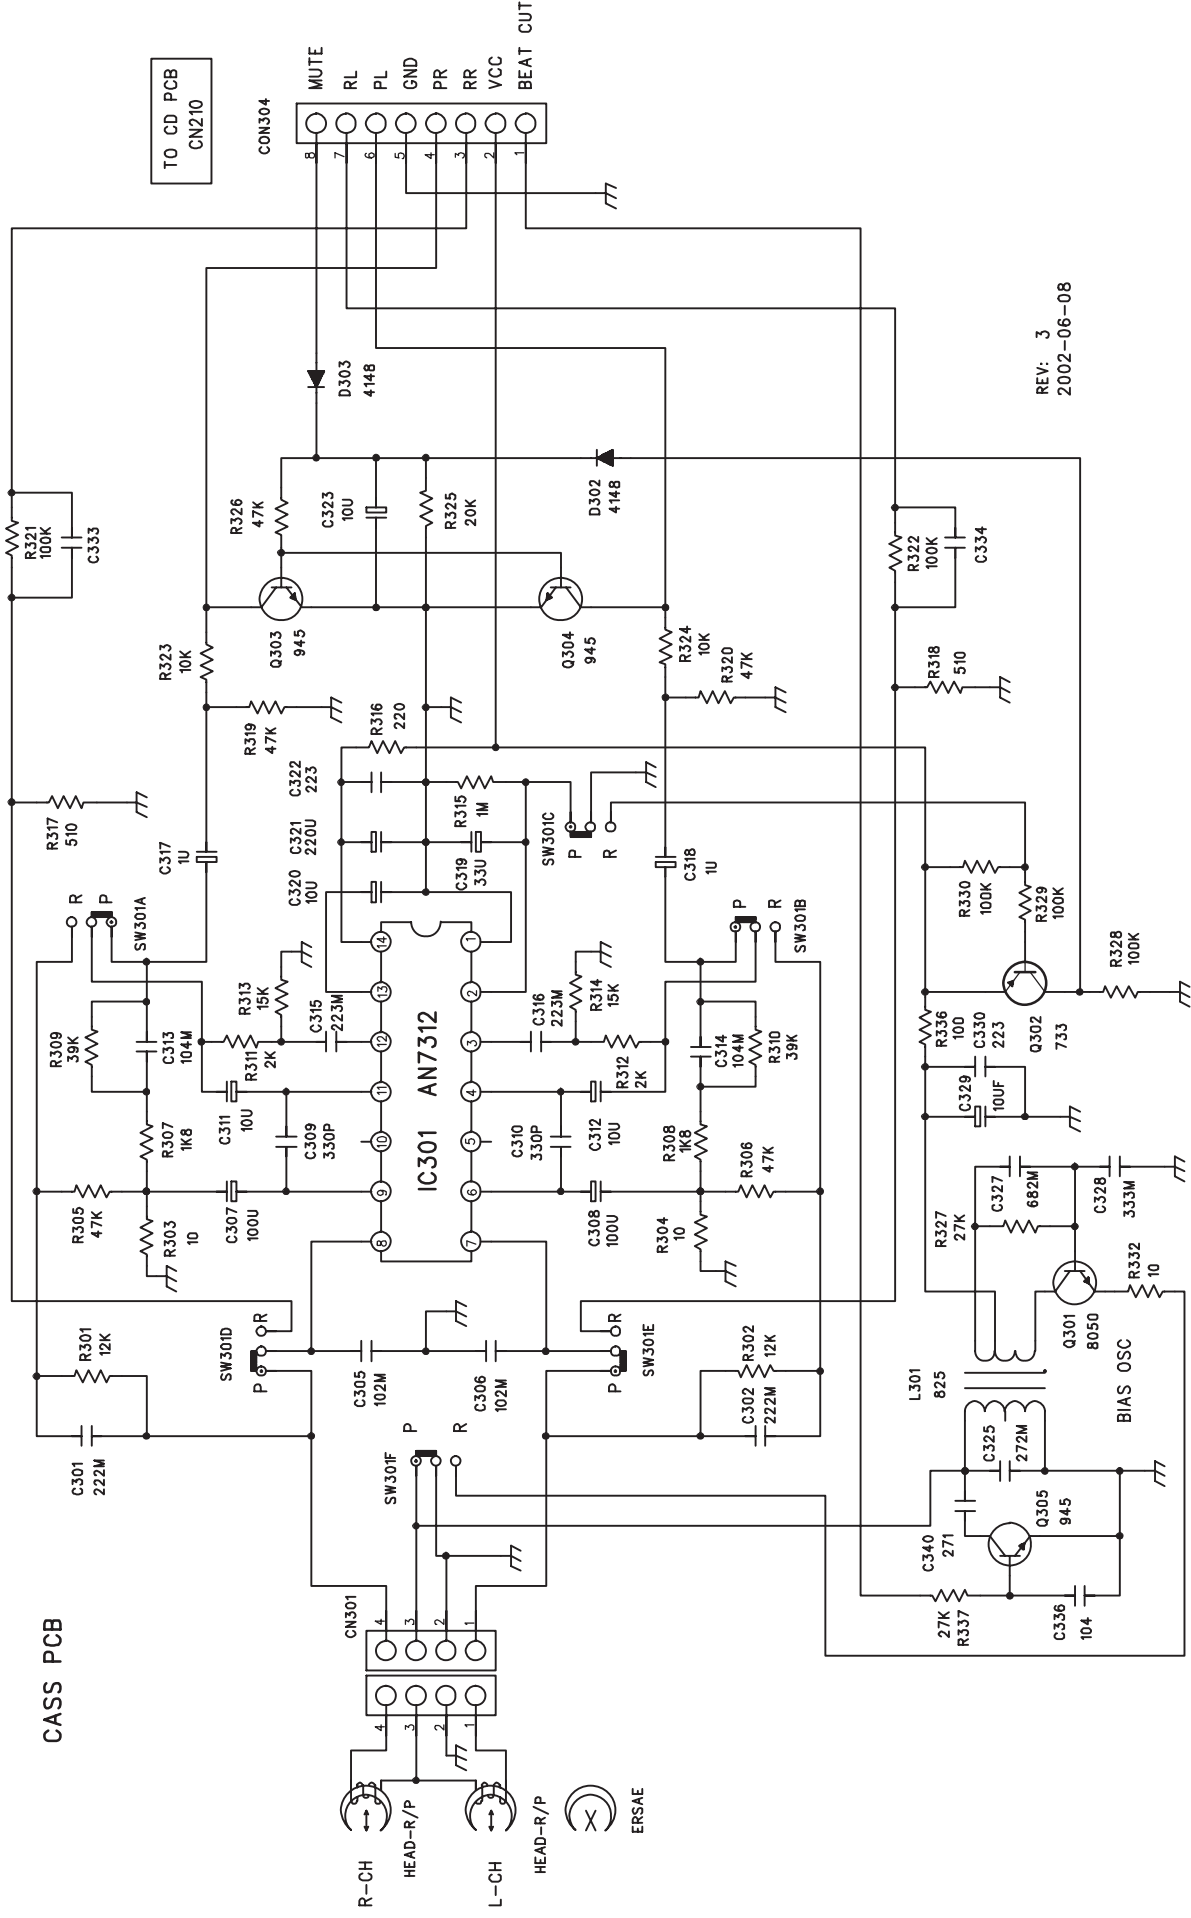 CASS PCB
TO CD PCB
CN210
CON304
MUTE
RL
PL
GND
PR
RR
VCC
BEAT CUT
8
7
6
5
4
3
2
1
R321
100K
C333
R317
510
R323
10K
R319
47K
C317
1U
R326
47K
C323
10U
R325
20K
D303
4148
D302
4148
Q303
945
Q304
945
R324
10K
R320
47K
R322
100K
C334
R318
510
REV: 3
2002-06-08
R316
220
C322
223
C321
220U
C320
10U
R315
1M
C319
33U
SW301C
P
R
C318
1U
R
P
SW301A
P
R
SW301B
R309
39K
C313
104M
R313
15K
R311
2K
C315
223M
C311
10U
C309
330P
R307
1K8
R305
47K
R303
10
C307
100U
IC301
AN7312
14
13
12
11
10
9
8
1
2
3
4
5
6
7
C316
223M
R314
15K
R312
2K
C310
330P
C312
10U
C314
104M
R310
39K
R308
1K8
R306
47K
C308
100U
R304
10
R330
100K
R329
100K
R328
100K
R336
100
C330
223
Q302
733
C329
10UF
R327
27K
C327
682M
C328
333M
R332
10
Q301
8050
BIAS OSC
L301
825
C325
272M
Q305
945
C340
271
27K
R337
C336
104
R301
12K
C301
222M
SW301D
P
R
C305
102M
C306
102M
SW301E
P
R
R302
12K
C302
222M
SW301F
P
R
CN301
4
3
2
1
4
3
2
1
R-CH
HEAD-R/P
L-CH
HEAD-R/P
ERSAE